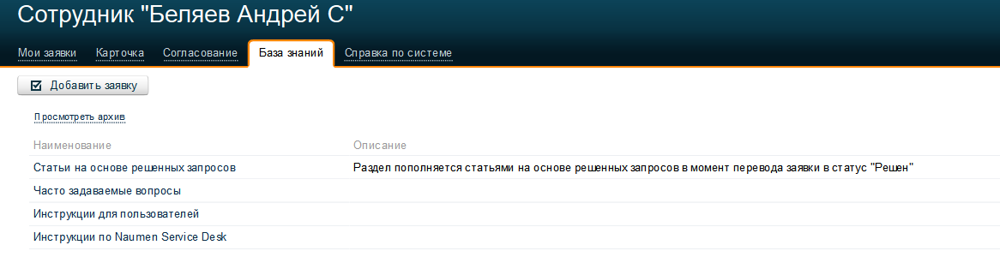 Сотрудник "Беляев Андрей С"
Мои заявки Карточка Согласование База знаний Справка по системе
Добавить заявку
Просмотреть архив
Наименование Описание
Статьи на основе решенных запросов Раздел пополняется статьями на основе решенных запросов в момент перевода заявки в статус "Решен"
Часто задаваемые вопросы
Инструкции для пользователей
Инструкции по Naumen Service Desk